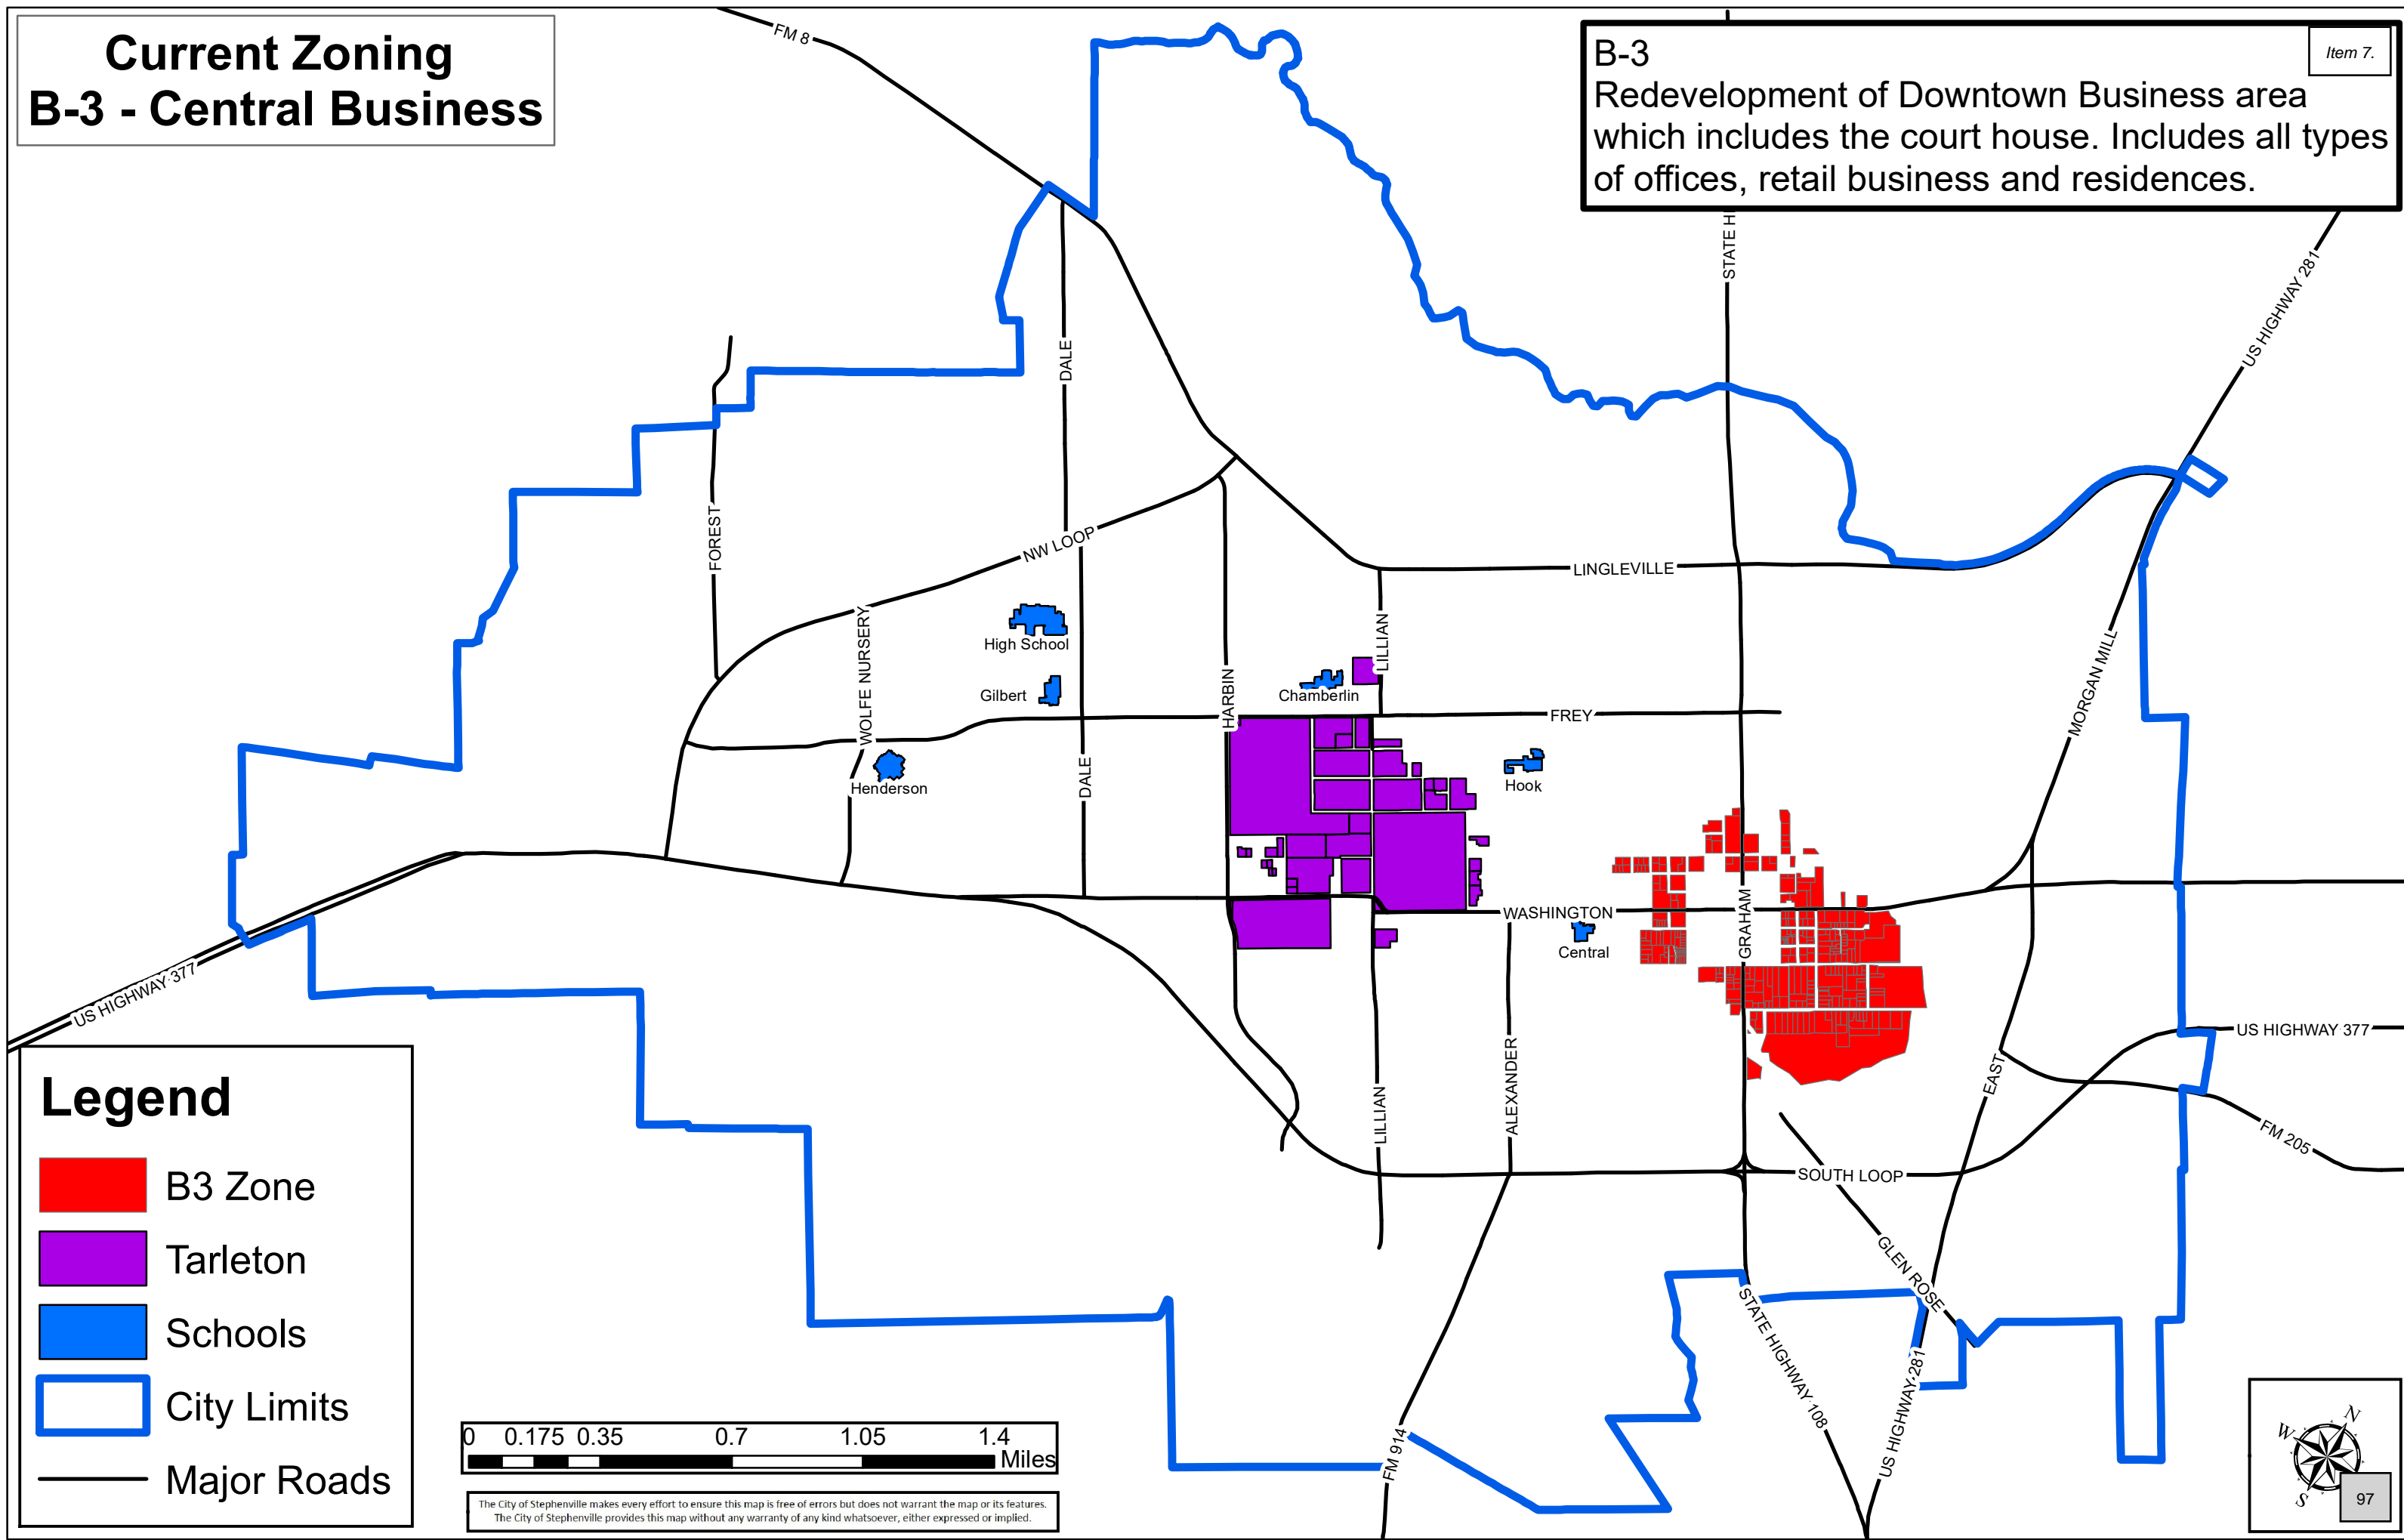 Current Zoning
B-3 - Central Business
Item 7.
B-3
Redevelopment of Downtown Business area
which includes the court house. Includes all types
of offices, retail business and residences.
FM 8
STATE H
US HIGHWAY 281
DALE
FOREST
NW LOOP
LINGLEVILLE
WOLFE NURSERY
High School
Gilbert
HARBIN
LILLIAN
Chamberlin
FREY
MORGAN MILL
Henderson
DALE
Hook
WASHINGTON
GRAHAM
Central
US HIGHWAY 377
US HIGHWAY 377
ALEXANDER
LILLIAN
EAST
FM 205
SOUTH LOOP
GLEN ROSE
STATE HIGHWAY 108
US HIGHWAY 281
FM 914
Legend
B3 Zone
Tarleton
Schools
City Limits
Major Roads
0 0.175 0.35 0.7 1.05 1.4
Miles
The City of Stephenville makes every effort to ensure this map is free of errors but does not warrant the map or its features.
The City of Stephenville provides this map without any warranty of any kind whatsoever, either expressed or implied.
N
W
S
97